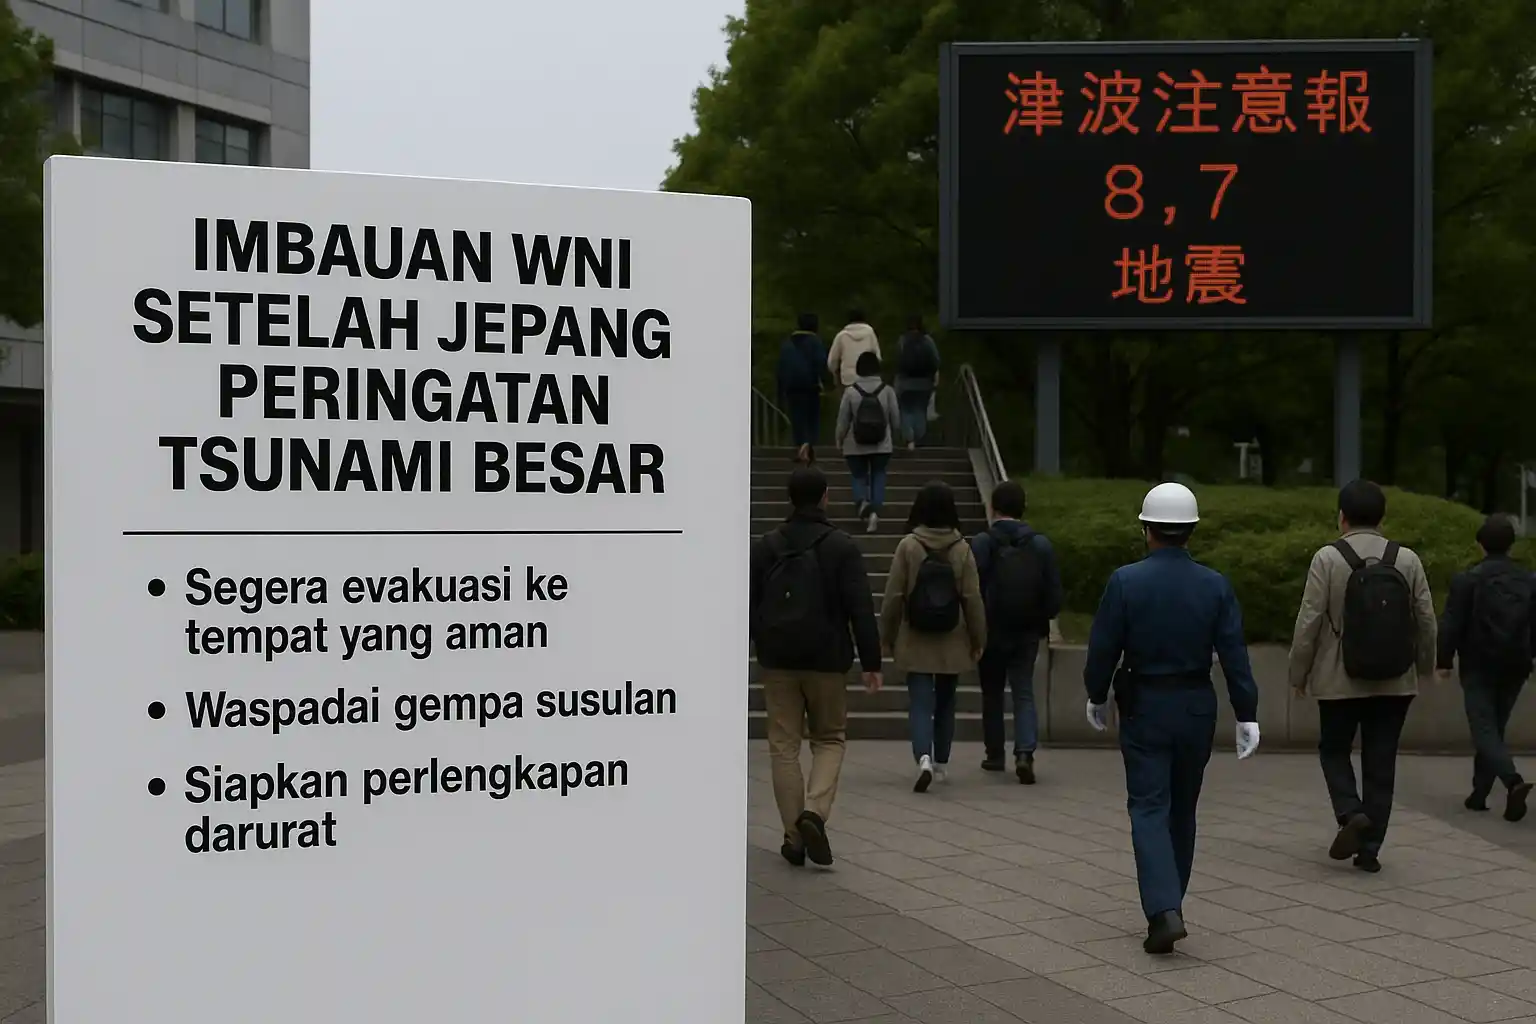 IMBAUAN WNI
SETELAH JEPANG
PERINGATAN
TSUNAMI BESAR
• Segera evakuasi ke
tempat yang aman
• Waspadai gempa susulan
• Siapkan perlengkapan
darurat
津波注意報
8,7
地震